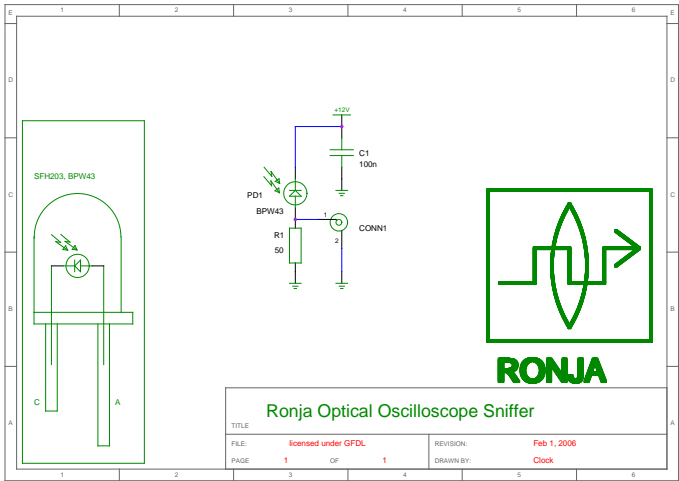 1 2 3 4 5 6
E E
D D
C C
B B
A A
SFH203, BPW43
C A
+12V
C1
100n
PD1
BPW43
1
CONN1
2
R1
50
RONJA
TITLE Ronja Optical Oscilloscope Sniffer
FILE: licensed under GFDL REVISION: Feb 1, 2006
PAGE 1 OF 1 DRAWN BY: Clock
1 2 3 4 5 6